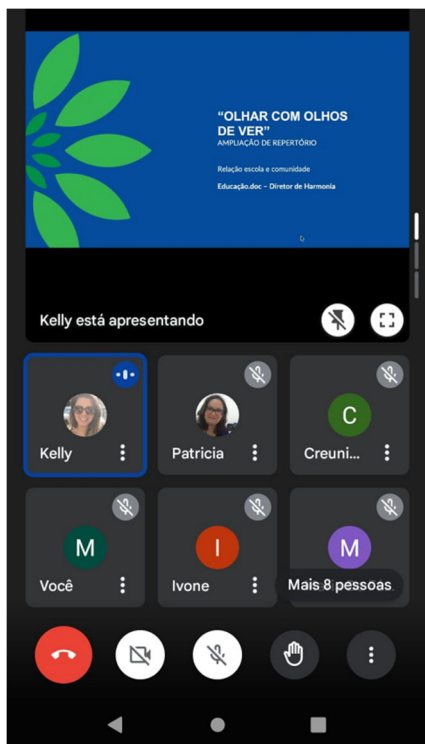 “OLHAR COM OLHOS
DE VER”
AMPLIAÇÃO DE REPERTÓRIO
Relação escola e comunidade
Educação.doc – Diretor de Harmonia
Kelly está apresentando
Kelly
Patricia
C
Creuni...
M
Você
I
Ivone
M
Mais 8 pessoas